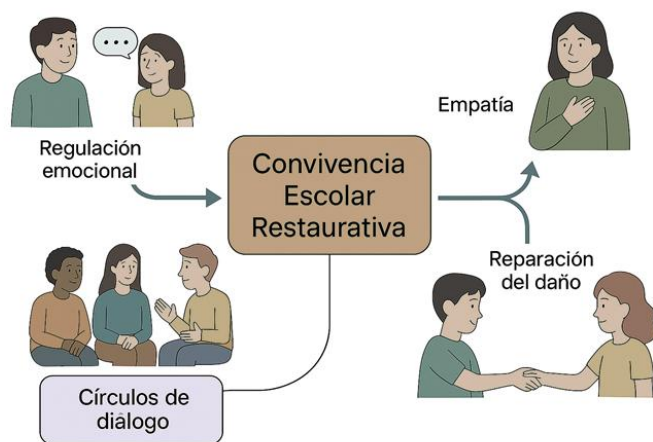 ...
Regulación
emocional
Convivencia
Escolar
Restaurativa
Empatía
Reparación
del daño
Círculos de
diálogo